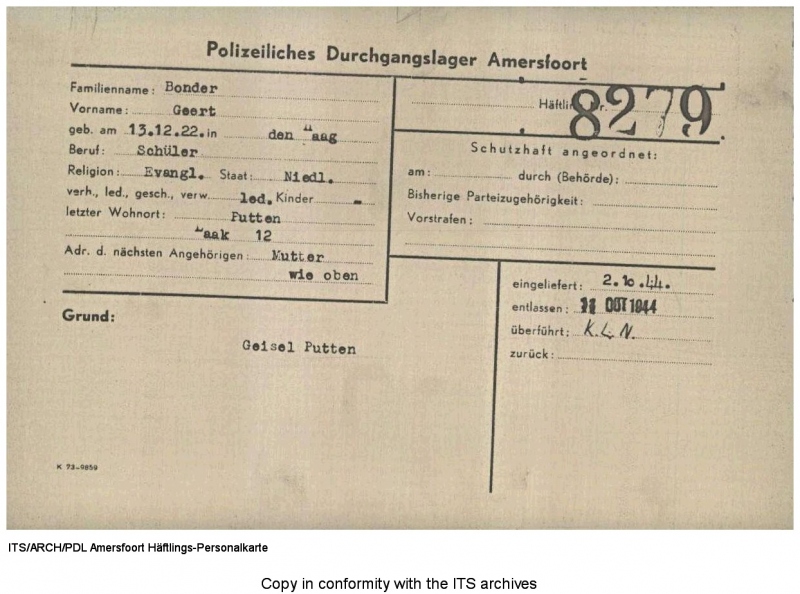 Polizeiliches Durchgangslager Amersfoort
Familienname: Bonder
Vorname: Geert
geb. am 13.12.22. in den Haag
Beruf: Schüler
Religion: Evangl. Staat: Niedl.
verh., led., gesch., verw. led. Kinder -
letzter Wohnort: Putten
12
Adr. d. nächsten Angehörigen: Mutter
wie oben
Häftlings-Nr. 8279
Schutzhaft angeordnet:
am: durch (Behörde):
Bisherige Parteizugehörigkeit:
Vorstrafen:
eingeliefert: 2.10.44.
entlassen: OCT 1944
überführt: K.L.N.
zurück:
Grund:
Geisel Putten
K 73-9859
ITS/ARCH/PDL Amersfoort Häftlings-Personalkarte
Copy in conformity with the ITS archives